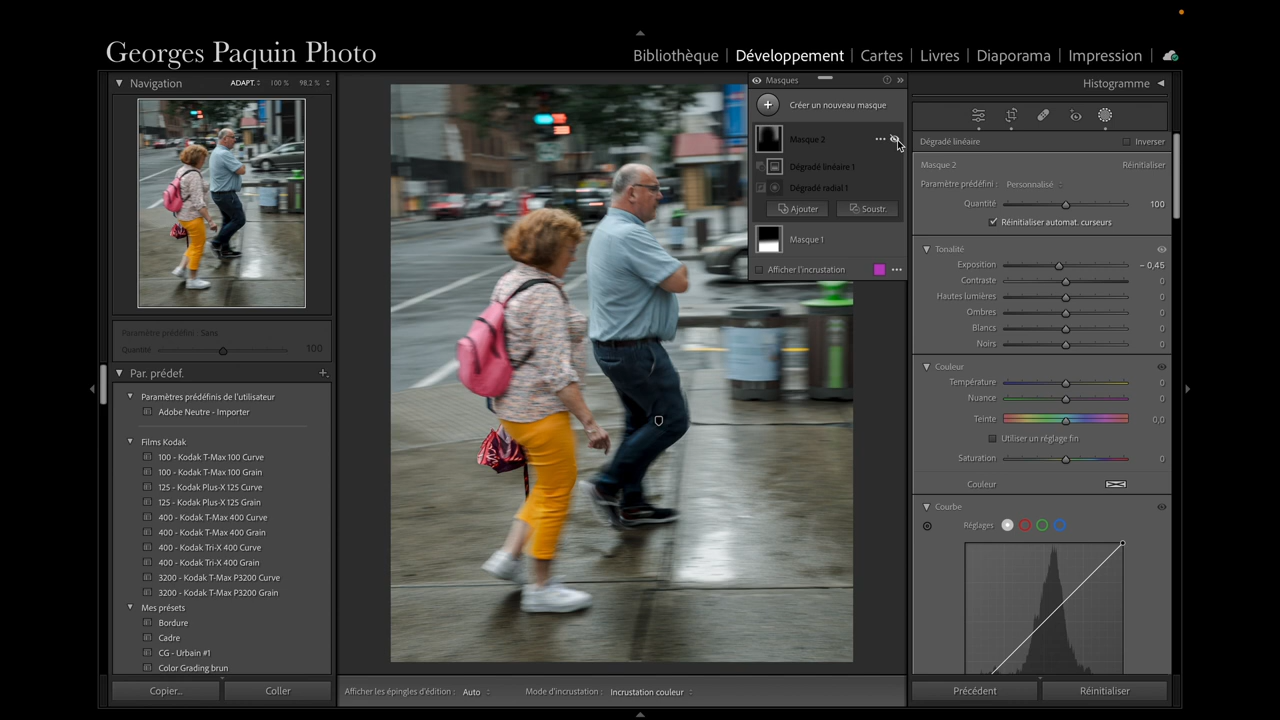 Georges Paquin Photo
Bibliothèque | Développement | Cartes | Livres | Diaporama | Impression
Navigation
ADAPT. 100 % 98,2 %
Paramètre prédéfini Sans
Quantité 100
Par. prédef.
Paramètres prédéfinis de l'utilisateur
Adobe Neutre - Importer
Films Kodak
100 - Kodak T-Max 100 Curve
100 - Kodak T-Max 100 Grain
125 - Kodak Plus-X 125 Curve
125 - Kodak Plus-X 125 Grain
400 - Kodak T-Max 400 Curve
400 - Kodak T-Max 400 Grain
400 - Kodak Tri-X 400 Curve
400 - Kodak Tri-X 400 Grain
3200 - Kodak T-Max P3200 Curve
3200 - Kodak T-Max P3200 Grain
Mes présets
Bordure
Cadre
CG - Urbain #1
Color Grading brun
Copier...
Coller
Masques
Créer un nouveau masque
Masque 2
Dégradé linéaire 1
Dégradé radial 1
Ajouter
Soustr.
Masque 1
Afficher l'incrustation
Afficher les épingles d'édition : Auto
Mode d'incrustation : Incrustation couleur
Histogramme
Dégradé linéaire
Inverser
Masque 2
Réinitialiser
Paramètre prédéfini : Personnalisé
Quantité 100
Réinitialiser automat. curseurs
Tonalité
Exposition – 0,45
Contraste 0
Hautes lumières 0
Ombres 0
Blancs 0
Noirs 0
Couleur
Température 0
Nuance 0
Teinte 0,0
Utiliser un réglage fin
Saturation 0
Couleur
Courbe
Réglages
Précédent
Réinitialiser